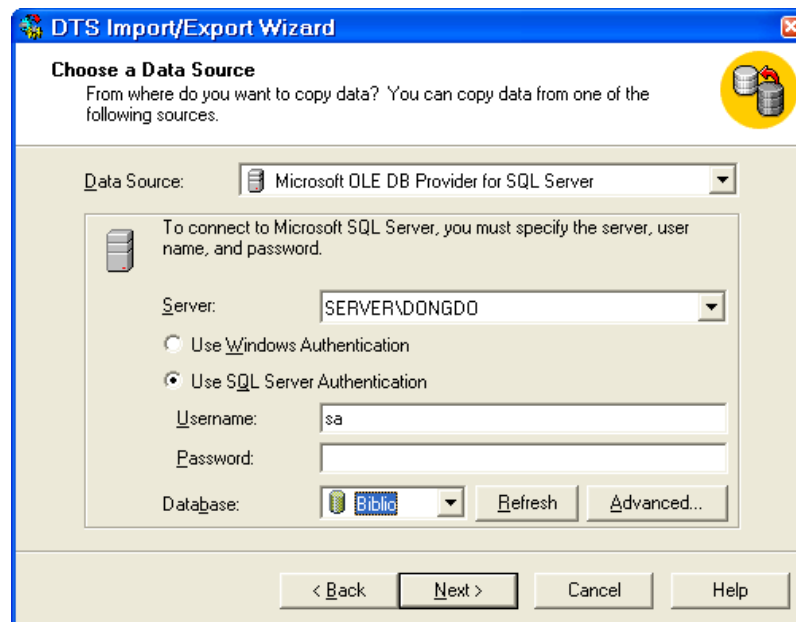 DTS Import/Export Wizard
Choose a Data Source
From where do you want to copy data? You can copy data from one of the
following sources.
Data Source: Microsoft OLE DB Provider for SQL Server
To connect to Microsoft SQL Server, you must specify the server, user
name, and password.
Server: SERVER\DONGDO
Use Windows Authentication
Use SQL Server Authentication
Username: sa
Password:
Database: Biblio Refresh Advanced...
< Back Next > Cancel Help